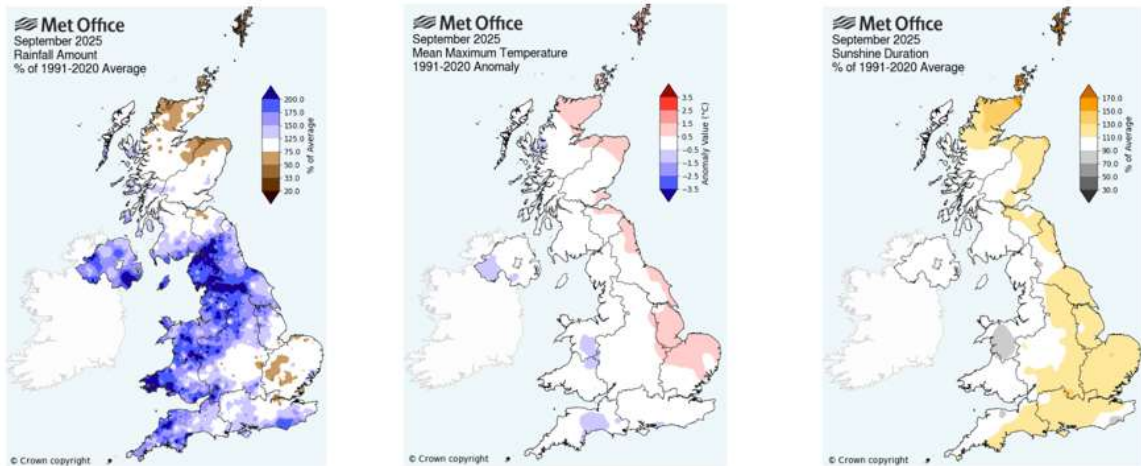 Met Office
September 2025
Rainfall Amount
% of 1991-2020 Average
200.0
175.0
150.0
125.0
75.0
50.0
33.0
20.0
% of Average
© Crown copyright
Met Office
September 2025
Mean Maximum Temperature
1991-2020 Anomaly
3.5
2.5
1.5
0.5
−0.5
−1.5
−2.5
−3.5
Anomaly Value (°C)
© Crown copyright
Met Office
September 2025
Sunshine Duration
% of 1991-2020 Average
170.0
150.0
130.0
110.0
90.0
70.0
50.0
30.0
% of Average
© Crown copyright